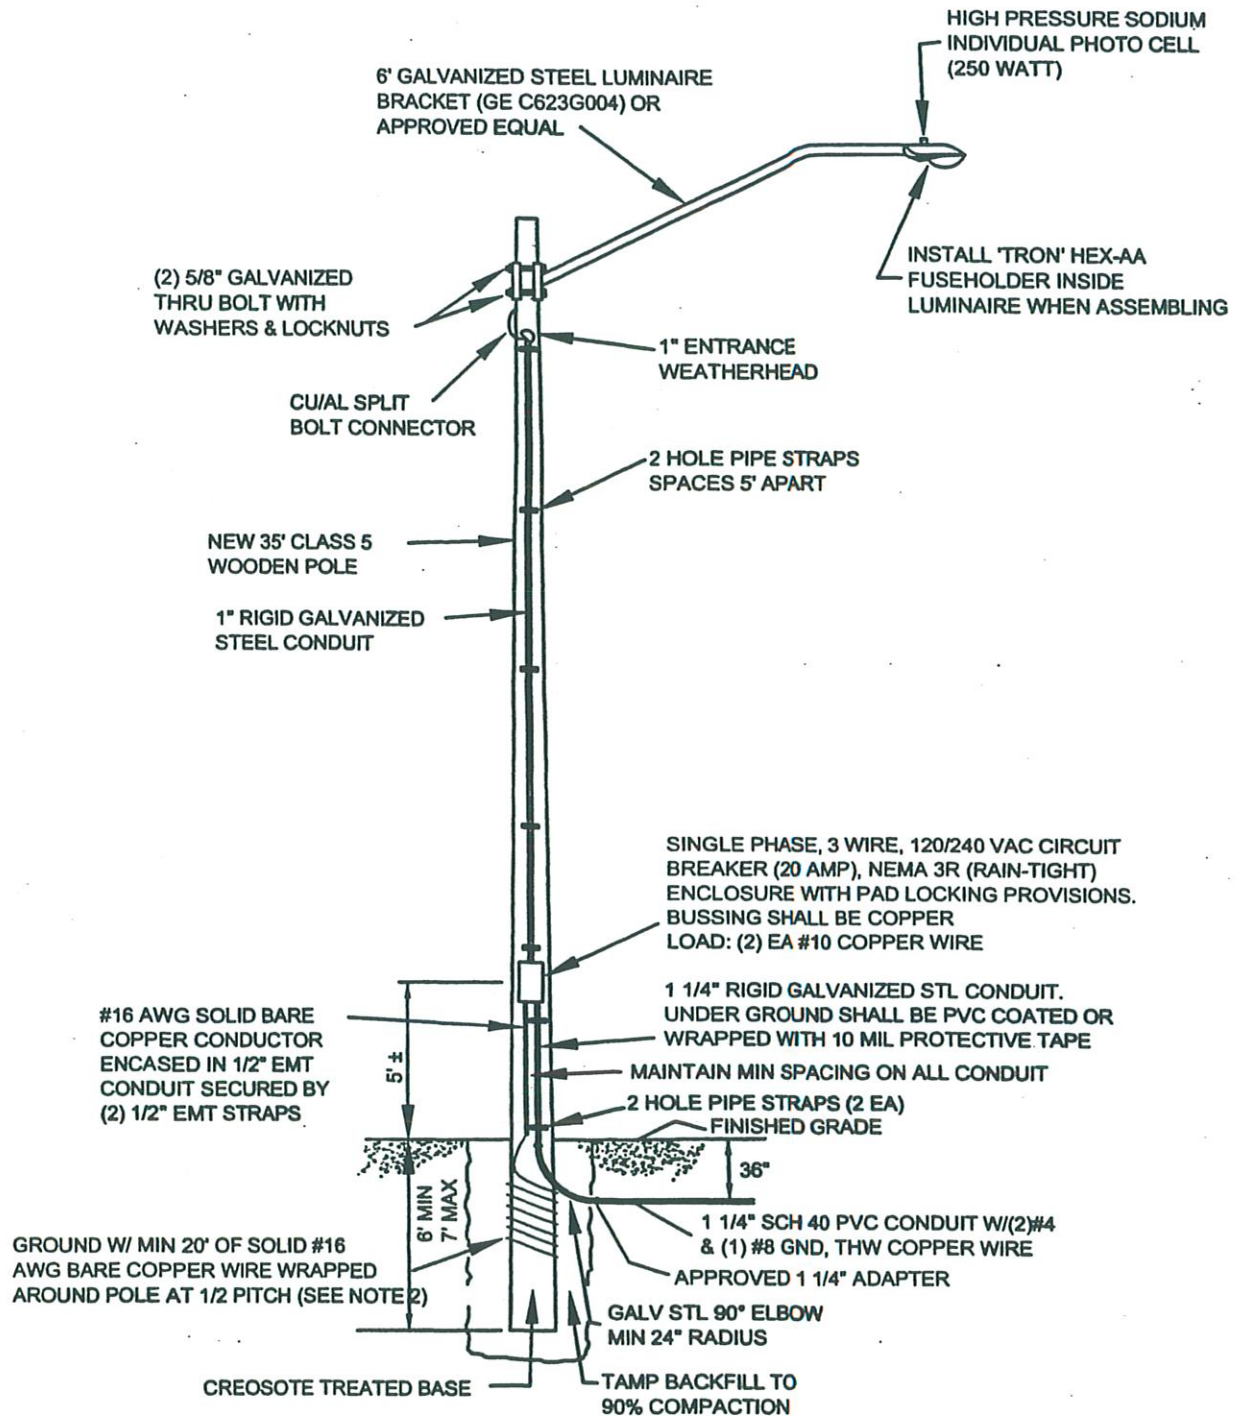 HIGH PRESSURE SODIUM
INDIVIDUAL PHOTO CELL
(250 WATT)
6' GALVANIZED STEEL LUMINAIRE
BRACKET (GE C623G004) OR
APPROVED EQUAL
INSTALL 'TRON' HEX-AA
FUSEHOLDER INSIDE
LUMINAIRE WHEN ASSEMBLING
(2) 5/8" GALVANIZED
THRU BOLT WITH
WASHERS & LOCKNUTS
1" ENTRANCE
WEATHERHEAD
CU/AL SPLIT
BOLT CONNECTOR
2 HOLE PIPE STRAPS
SPACES 5' APART
NEW 35' CLASS 5
WOODEN POLE
1" RIGID GALVANIZED
STEEL CONDUIT
SINGLE PHASE, 3 WIRE, 120/240 VAC CIRCUIT
BREAKER (20 AMP), NEMA 3R (RAIN-TIGHT)
ENCLOSURE WITH PAD LOCKING PROVISIONS.
BUSSING SHALL BE COPPER
LOAD: (2) EA #10 COPPER WIRE
1 1/4" RIGID GALVANIZED STL CONDUIT.
UNDER GROUND SHALL BE PVC COATED OR
WRAPPED WITH 10 MIL PROTECTIVE TAPE
#16 AWG SOLID BARE
COPPER CONDUCTOR
ENCASED IN 1/2" EMT
CONDUIT SECURED BY
(2) 1/2" EMT STRAPS
5' ±
MAINTAIN MIN SPACING ON ALL CONDUIT
2 HOLE PIPE STRAPS (2 EA)
FINISHED GRADE
36"
6' MIN
7' MAX
1 1/4" SCH 40 PVC CONDUIT W/(2)#4
& (1) #8 GND, THW COPPER WIRE
GROUND W/ MIN 20' OF SOLID #16
AWG BARE COPPER WIRE WRAPPED
AROUND POLE AT 1/2 PITCH (SEE NOTE 2)
APPROVED 1 1/4" ADAPTER
GALV STL 90° ELBOW
MIN 24" RADIUS
CREOSOTE TREATED BASE
TAMP BACKFILL TO
90% COMPACTION